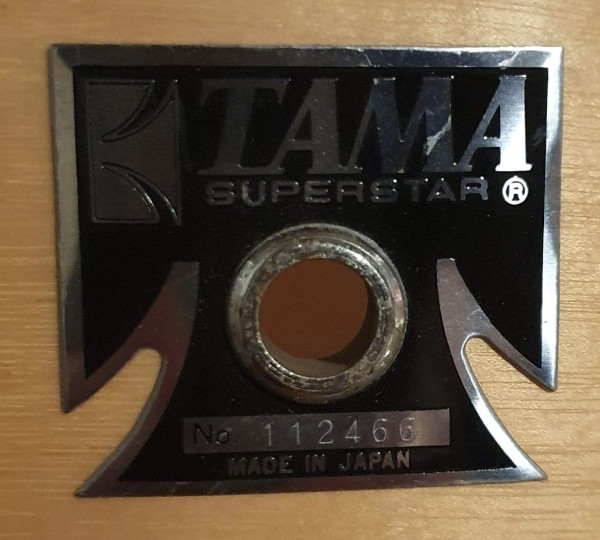 TAMA
SUPERSTAR ®
No 112466
MADE IN JAPAN